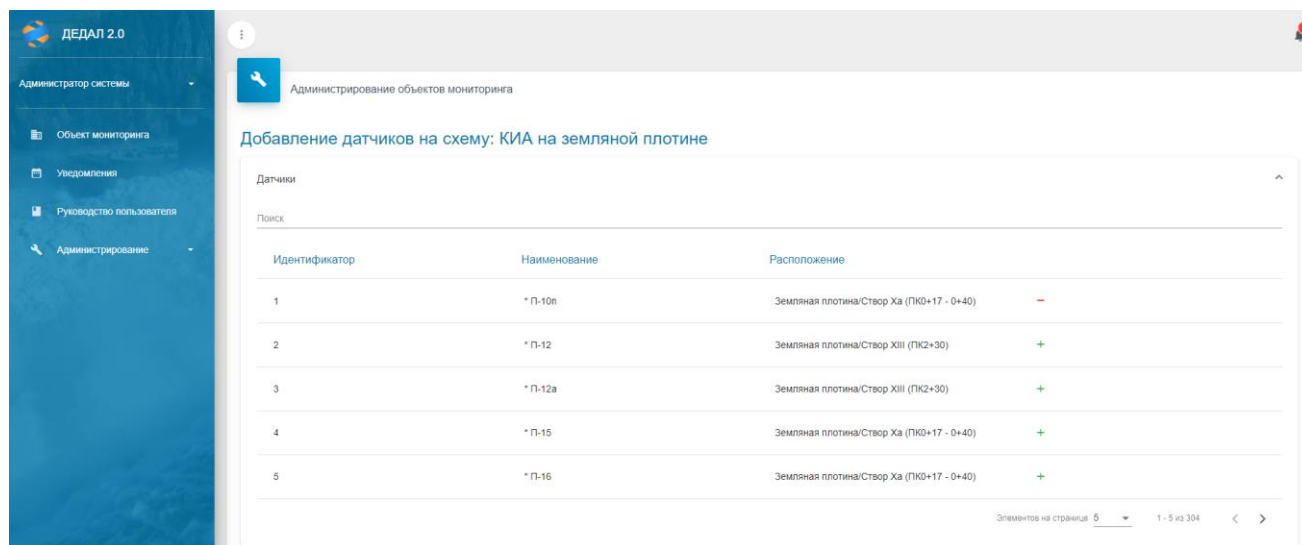 ДЕДАЛ 2.0
Администратор системы
Объект мониторинга
Уведомления
Руководство пользователя
Администрирование
Администрирование объектов мониторинга
Добавление датчиков на схему: КИА на земляной плотине
Датчики
Поиск
Идентификатор Наименование Расположение
1 * П-10п Земляная плотина/Створ Xa (ПК0+17 - 0+40) −
2 * П-12 Земляная плотина/Створ XIII (ПК2+30) +
3 * П-12а Земляная плотина/Створ XIII (ПК2+30) +
4 * П-15 Земляная плотина/Створ Xa (ПК0+17 - 0+40) +
5 * П-16 Земляная плотина/Створ Xa (ПК0+17 - 0+40) +
Элементов на странице 5 1 - 5 из 304